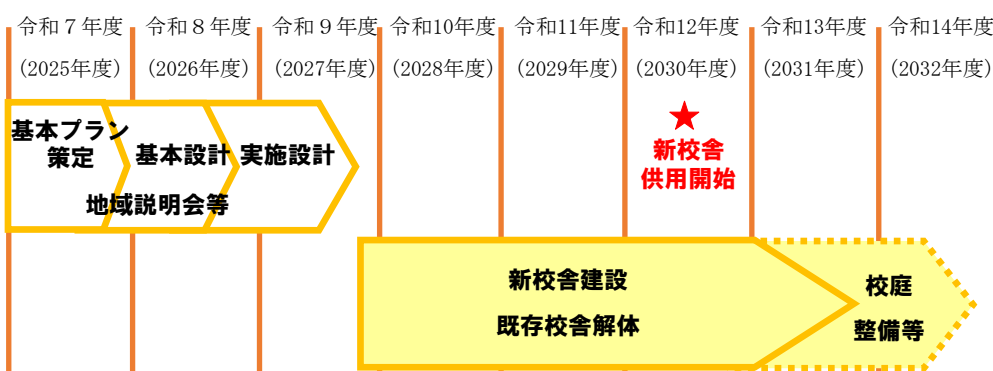 令和７年度 令和８年度 令和９年度 令和10年度 令和11年度 令和12年度 令和13年度 令和14年度
(2025年度) (2026年度) (2027年度) (2028年度) (2029年度) (2030年度) (2031年度) (2032年度)
基本プラン
策定
基本設計
実施設計
地域説明会等
★
新校舎
供用開始
新校舎建設
既存校舎解体
校庭
整備等